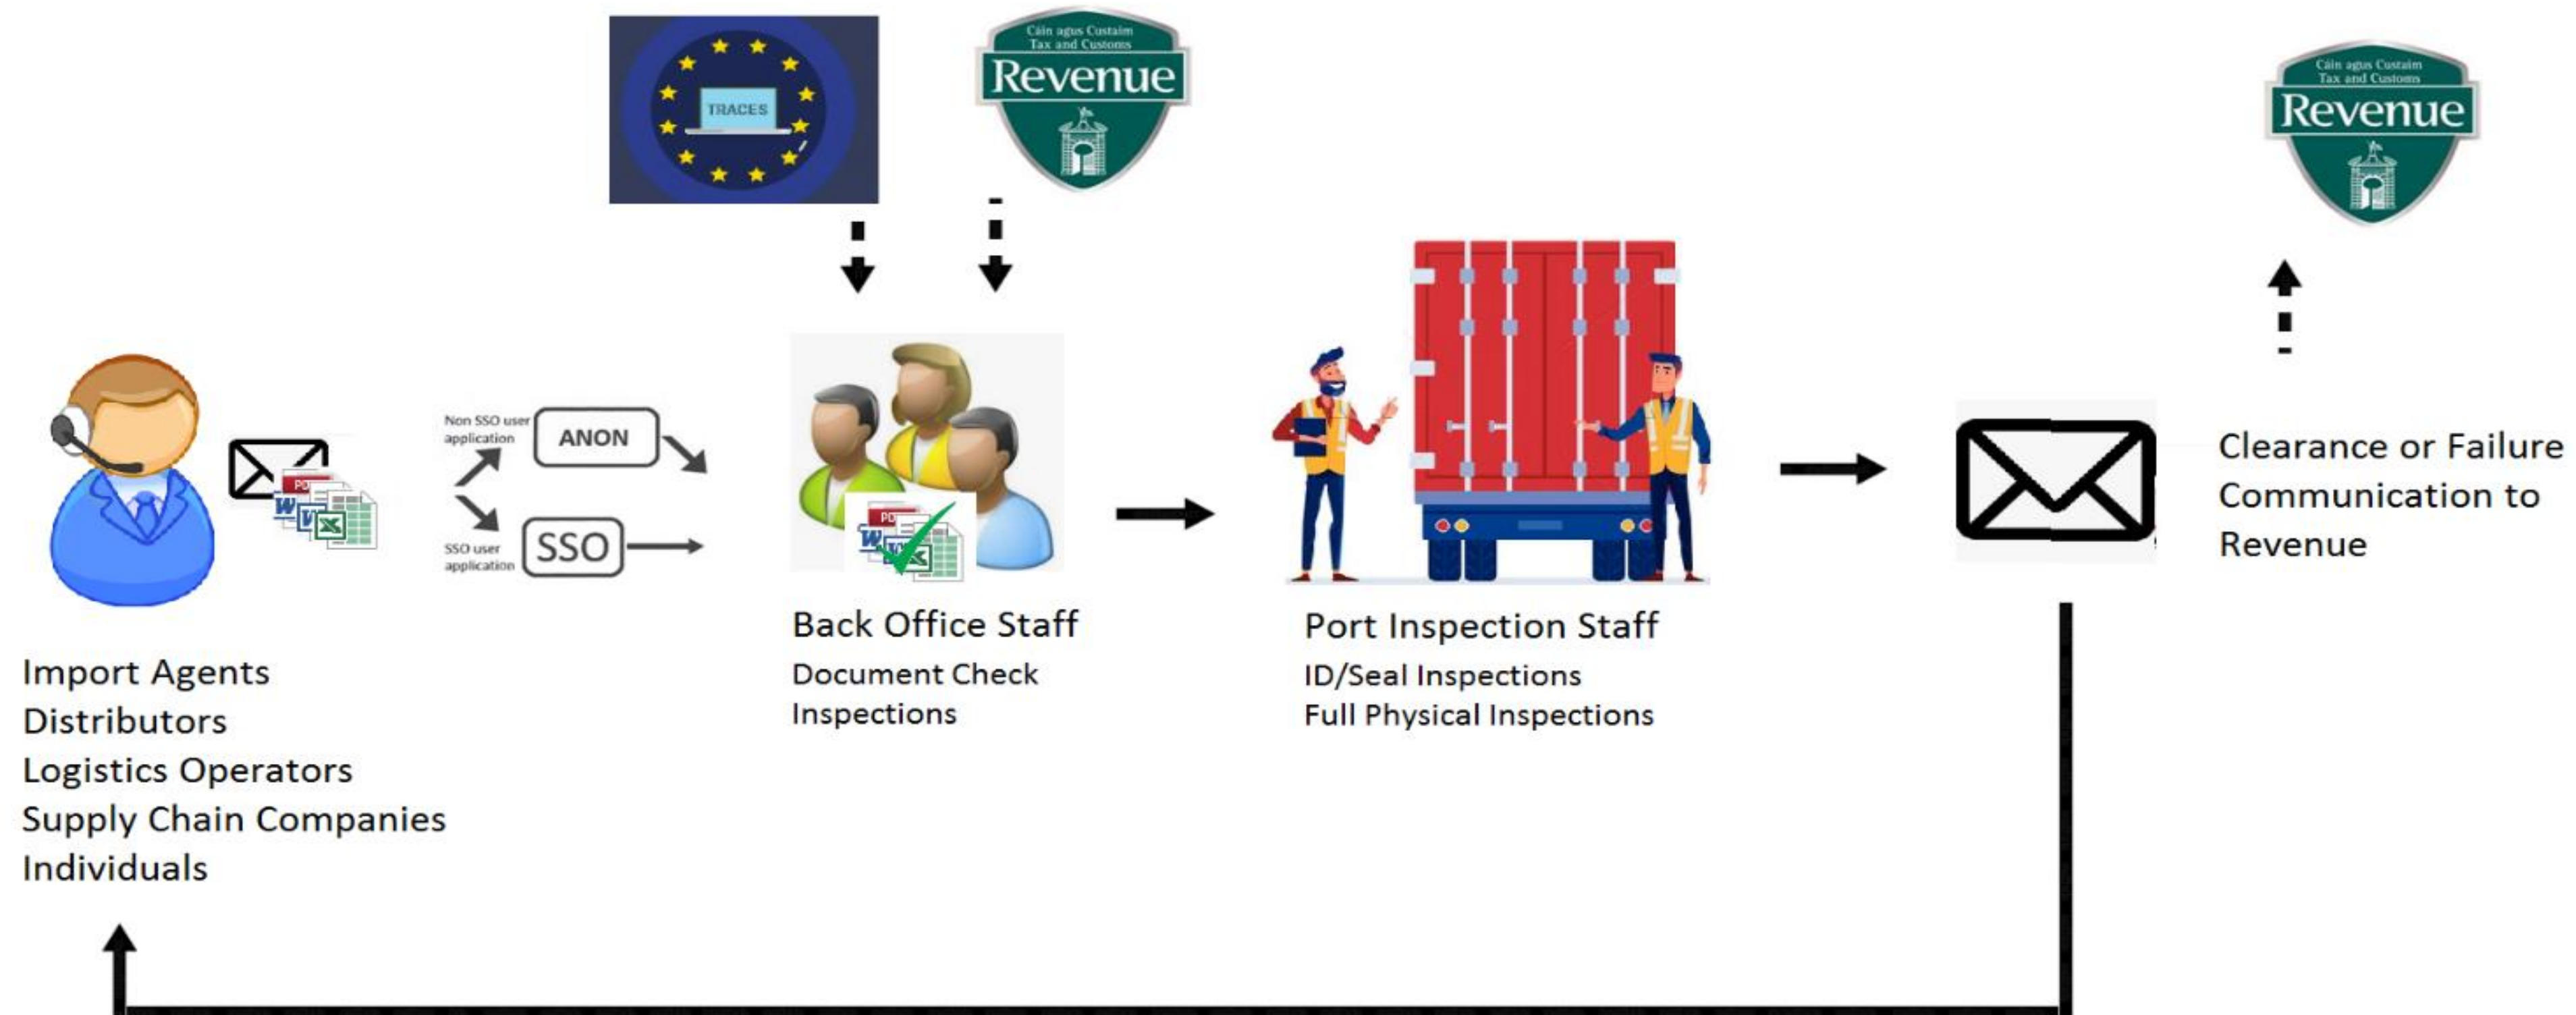 TRACES
Cáin agus Custaim
Tax and Customs
Revenue
Cáin agus Custaim
Tax and Customs
Revenue
Non SSO user
application
ANON
SSO user
application
SSO
Clearance or Failure
Communication to
Revenue
Back Office Staff
Document Check
Inspections
Port Inspection Staff
ID/Seal Inspections
Full Physical Inspections
Import Agents
Distributors
Logistics Operators
Supply Chain Companies
Individuals